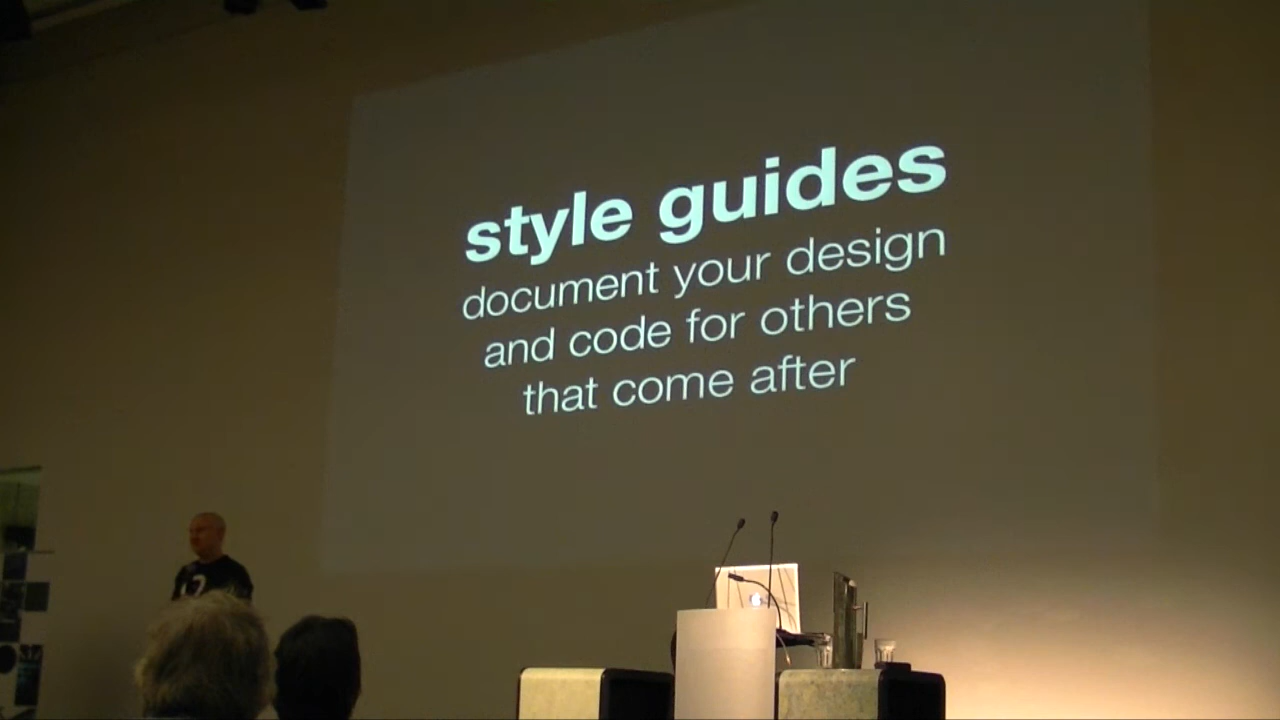 style guides
document your design
and code for others
that come after